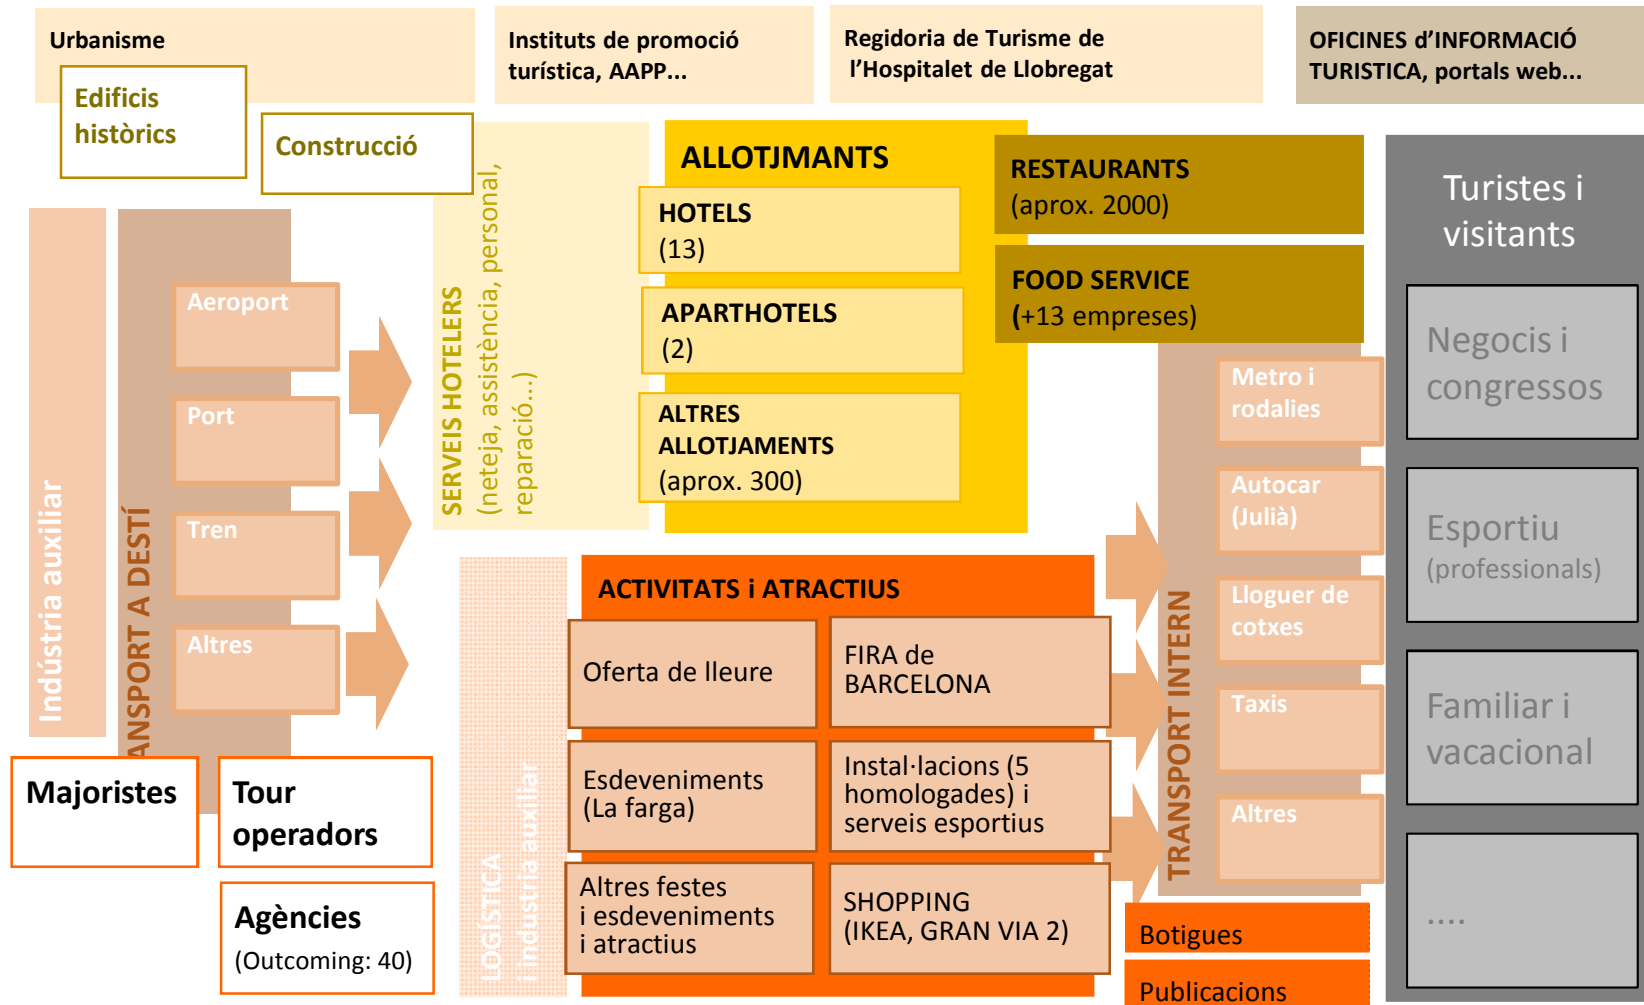 Urbanisme
Instituts de promoció
turística, AAPP...
Regidoria de Turisme de
l'Hospitalet de Llobregat
OFICINES d'INFORMACIÓ
TURISTICA, portals web...
Edificis
històrics
Construcció
Indústria auxiliar
ANSPORT A DESTÍ
Aeroport
Port
Tren
Altres
Majoristes
Tour
operadors
Agències
(Outcoming: 40)
SERVEIS HOTELERS
(neteja, assistència, personal,
reparació...)
ALLOTJMANTS
HOTELS
(13)
APARTHOTELS
(2)
ALTRES
ALLOTJAMENTS
(aprox. 300)
RESTAURANTS
(aprox. 2000)
FOOD SERVICE
(+13 empreses)
LOGÍSTICA
i indústria auxiliar
ACTIVITATS i ATRACTIUS
Oferta de lleure
FIRA de
BARCELONA
Esdeveniments
(La farga)
Instal·lacions (5
homologades) i
serveis esportius
Altres festes
i esdeveniments
i atractius
SHOPPING
(IKEA, GRAN VIA 2)
TRANSPORT INTERN
Metro i
rodalies
Autocar
(Julià)
Lloguer de
cotxes
Taxis
Altres
Botigues
Publicacions
Turistes i
visitants
Negocis i
congressos
Esportiu
(professionals)
Familiar i
vacacional
....